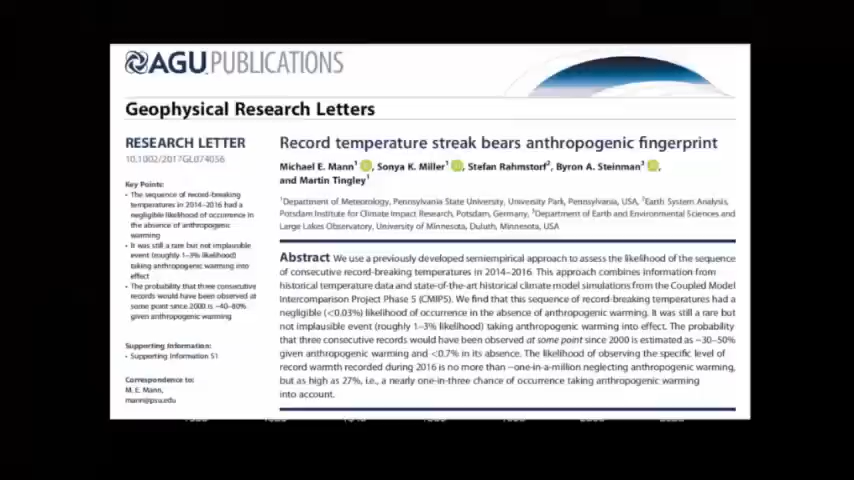 AGU PUBLICATIONS
Geophysical Research Letters
RESEARCH LETTER
10.1002/2017GL074056
Key Points:
• The sequence of record-breaking
temperatures in 2014–2016 had a
negligible likelihood of occurrence in
the absence of anthropogenic
warming
• It was still a rare but not implausible
event (roughly 1–3% likelihood)
taking anthropogenic warming into
effect
• The probability that three consecutive
records would have been observed at
some point since 2000 is ~40–80%
given anthropogenic warming
Supporting Information:
• Supporting Information S1
Correspondence to:
M. E. Mann,
mann@psu.edu
Record temperature streak bears anthropogenic fingerprint
Michael E. Mann1, Sonya K. Miller1, Stefan Rahmstorf2, Byron A. Steinman3,
and Martin Tingley1
1Department of Meteorology, Pennsylvania State University, University Park, Pennsylvania, USA, 2Earth System Analysis,
Potsdam Institute for Climate Impact Research, Potsdam, Germany, 3Department of Earth and Environmental Sciences and
Large Lakes Observatory, University of Minnesota, Duluth, Minnesota, USA
Abstract We use a previously developed semiempirical approach to assess the likelihood of the sequence
of consecutive record-breaking temperatures in 2014–2016. This approach combines information from
historical temperature data and state-of-the-art historical climate model simulations from the Coupled Model
Intercomparison Project Phase 5 (CMIP5). We find that this sequence of record-breaking temperatures had a
negligible (<0.03%) likelihood of occurrence in the absence of anthropogenic warming. It was still a rare but
not implausible event (roughly 1–3% likelihood) taking anthropogenic warming into effect. The probability
that three consecutive records would have been observed at some point since 2000 is estimated as ~30–50%
given anthropogenic warming and <0.7% in its absence. The likelihood of observing the specific level of
record warmth recorded during 2016 is no more than ~one-in-a-million neglecting anthropogenic warming,
but as high as 27%, i.e., a nearly one-in-three chance of occurrence taking anthropogenic warming
into account.